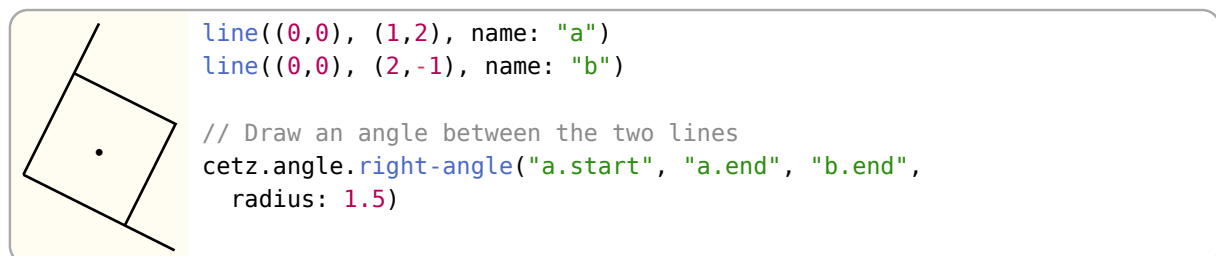 line((0,0), (1,2), name: "a")
line((0,0), (2,-1), name: "b")
// Draw an angle between the two lines
cetz.angle.right-angle("a.start", "a.end", "b.end",
  radius: 1.5)